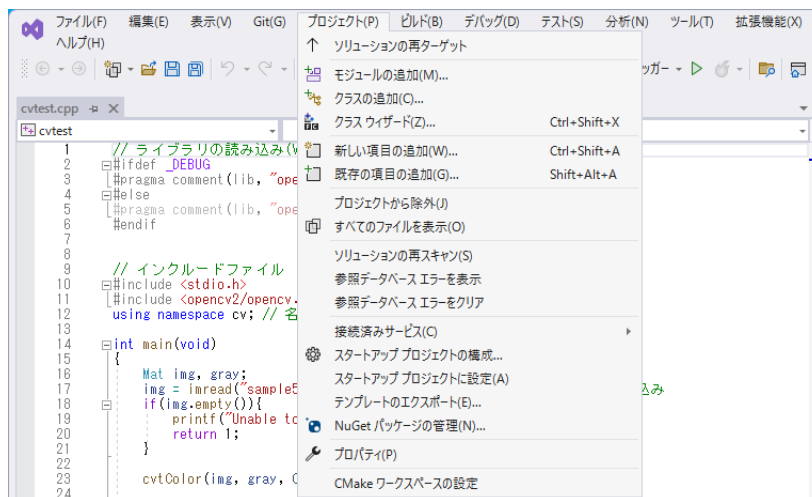 ファイル(F) 編集(E) 表示(V) Git(G) プロジェクト(P) ビルド(B) デバッグ(D) テスト(S) 分析(N) ツール(T) 拡張機能(X)
ヘルプ(H)
ソリューションの再ターゲット
モジュールの追加(M)...
クラスの追加(C)...
クラス ウィザード(Z)... Ctrl+Shift+X
新しい項目の追加(W)... Ctrl+Shift+A
既存の項目の追加(G)... Shift+Alt+A
プロジェクトから除外(J)
すべてのファイルを表示(O)
ソリューションの再スキャン(S)
参照データベース エラーを表示
参照データベース エラーをクリア
接続済みサービス(C)
スタートアップ プロジェクトの構成...
スタートアップ プロジェクトに設定(A)
テンプレートのエクスポート(E)...
NuGet パッケージの管理(N)...
プロパティ(P)
CMake ワークスペースの設定
ッガー
cvtest.cpp
cvtest
1 // ライブラリの読み込み(
2 #ifdef _DEBUG
3 #pragma comment(lib, "ope
4 #else
5 #pragma comment(lib, "ope
6 #endif
7
8
9 // インクルードファイル
10 #include <stdio.h>
11 #include <opencv2/opencv.
12 using namespace cv; // 名
13
14 int main(void)
15 {
16 Mat img, gray;
17 img = imread("sample5 込み
18 if(img.empty()){
19 printf("Unable to
20 return 1;
21 }
22
23 cvtColor(img, gray,
24